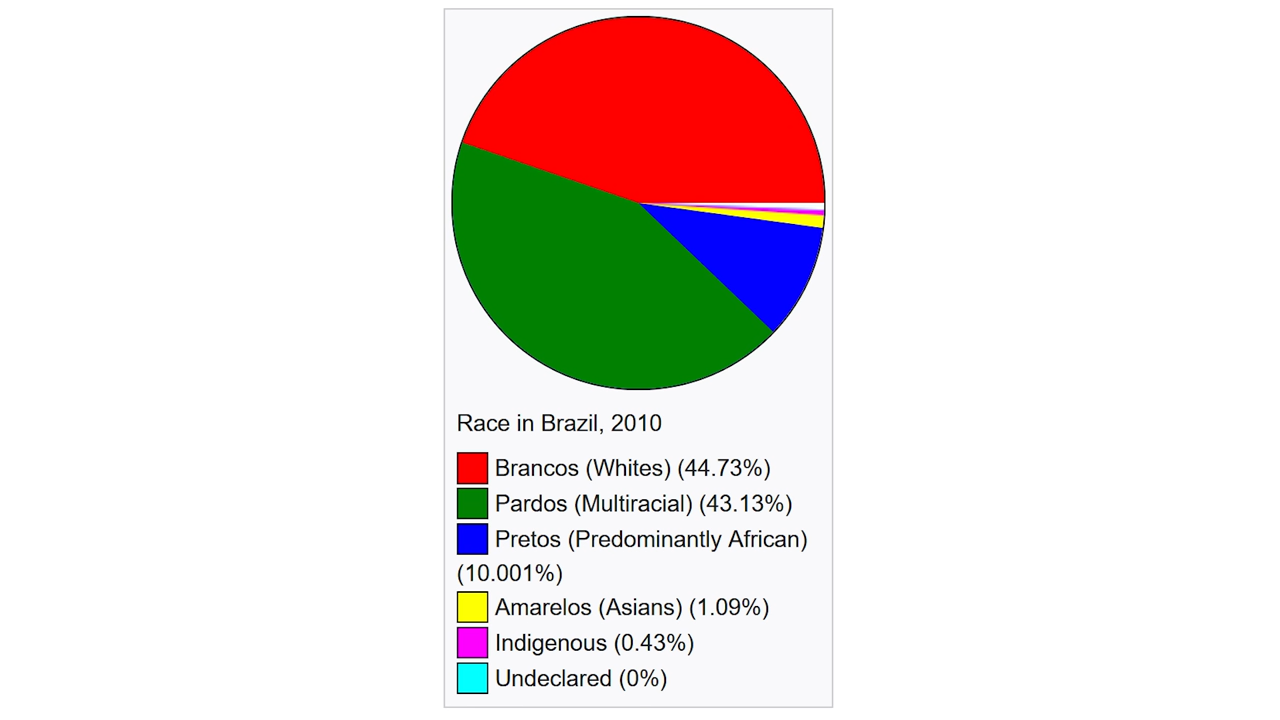 Race in Brazil, 2010
Brancos (Whites) (44.73%)
Pardos (Multiracial) (43.13%)
Pretos (Predominantly African)
(10.001%)
Amarelos (Asians) (1.09%)
Indigenous (0.43%)
Undeclared (0%)